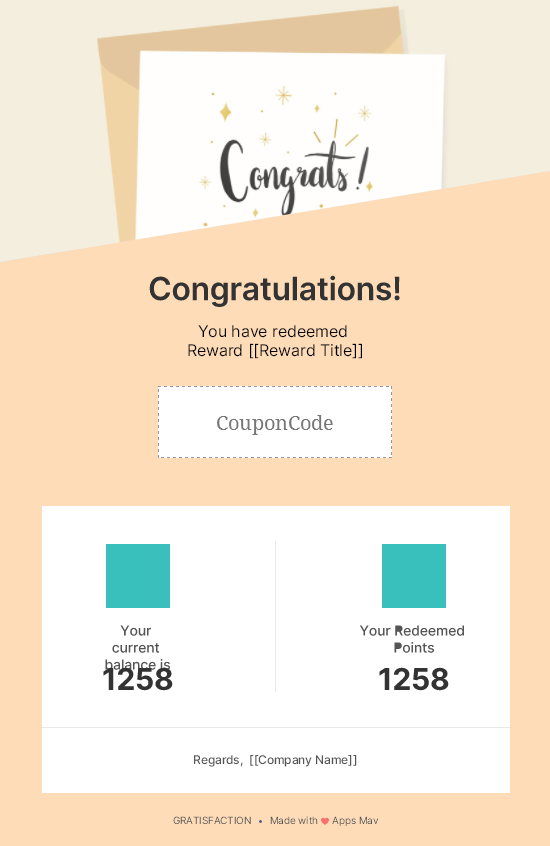 Congrats!
Congratulations!
You have redeemed
Reward [[Reward Title]]
CouponCode
Your
current
balance is
1258
Your Redeemed
Points
1258
Regards, [[Company Name]]
GRATISFACTION • Made with ❤ Apps Mav